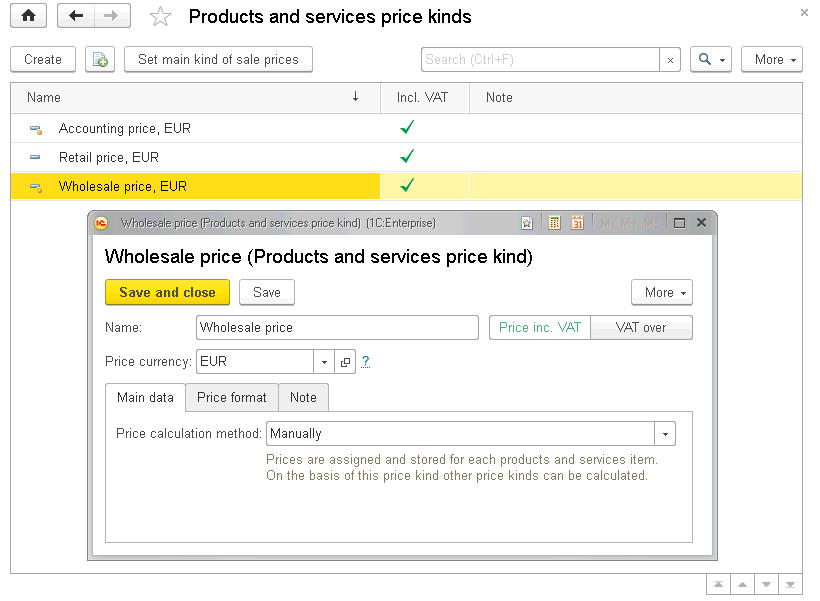 Products and services price kinds
Create
Set main kind of sale prices
Search (Ctrl+F)
×
More
Name ↓ Incl. VAT Note
Accounting price, EUR
Retail price, EUR
Wholesale price, EUR
1C Wholesale price (Products and services price kind) (1C:Enterprise) 31 M M+ M-
Wholesale price (Products and services price kind)
Save and close Save More
Name: Wholesale price Price inc. VAT VAT over
Price currency: EUR ?
Main data Price format Note
Price calculation method: Manually
Prices are assigned and stored for each products and services item.
On the basis of this price kind other price kinds can be calculated.